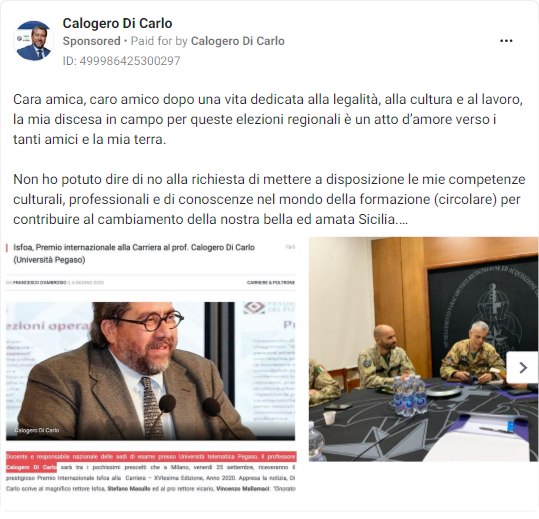 Calogero Di Carlo
Sponsored • Paid for by Calogero Di Carlo
ID: 499986425300297
Cara amica, caro amico dopo una vita dedicata alla legalità, alla cultura e al lavoro,
la mia discesa in campo per queste elezioni regionali è un atto d’amore verso i
tanti amici e la mia terra.
Non ho potuto dire di no alla richiesta di mettere a disposizione le mie competenze
culturali, professionali e di conoscenze nel mondo della formazione (circolare) per
contribuire al cambiamento della nostra bella ed amata Sicilia....
Isfoa, Premio internazionale alla Carriera al prof. Calogero Di Carlo
(Università Pegaso)
DA FRANCESCO D'AMBROSIO IL 8 GIUGNO 2020
CARRIERE & POLTRONE
ezioni opera
Calogero Di Carlo
Docente e responsabile nazionale delle sedi di esame presso Università telematica Pegaso, il professore
Calogero Di Carlo sarà tra i pochissimi prescelti che a Milano, venerdì 25 settembre, riceveranno il
prestigioso Premio Internazionale Isfoa alla Carriera – XVIesima Edizione, Anno 2020. Appresa la notizia, Di
Carlo scrive al magnifico rettore Isfoa, Stefano Masullo ed al pro rettore vicario, Vincenzo Mallamaci: "Onorato